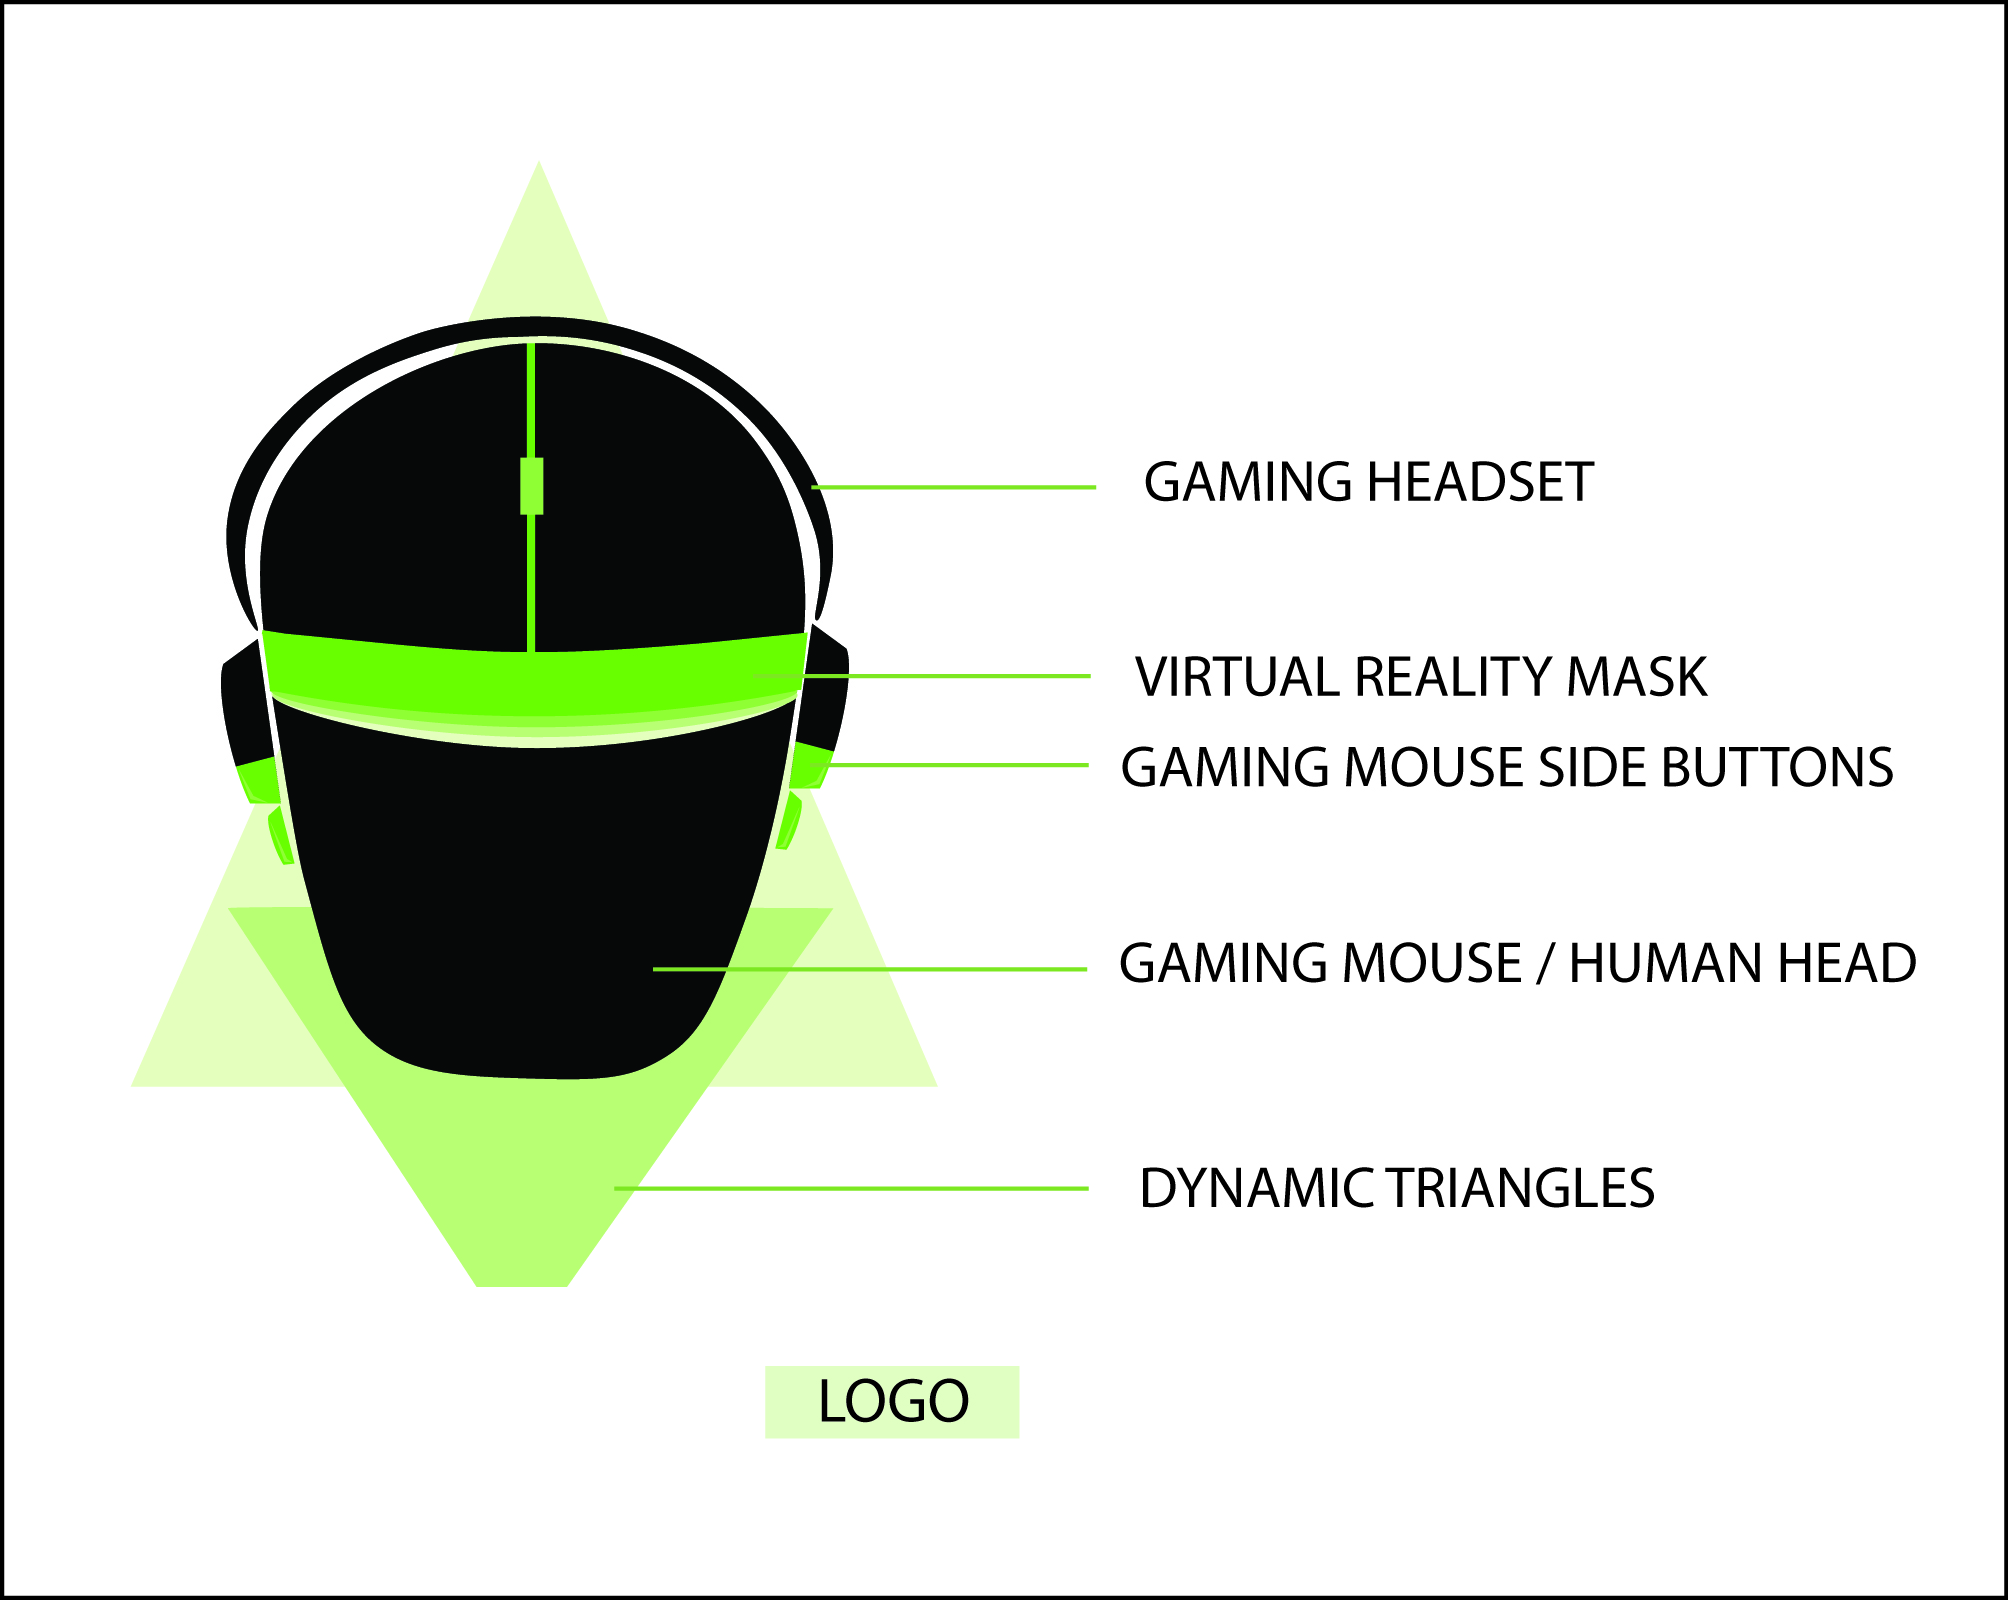 GAMING HEADSET
VIRTUAL REALITY MASK
GAMING MOUSE SIDE BUTTONS
GAMING MOUSE / HUMAN HEAD
DYNAMIC TRIANGLES
LOGO